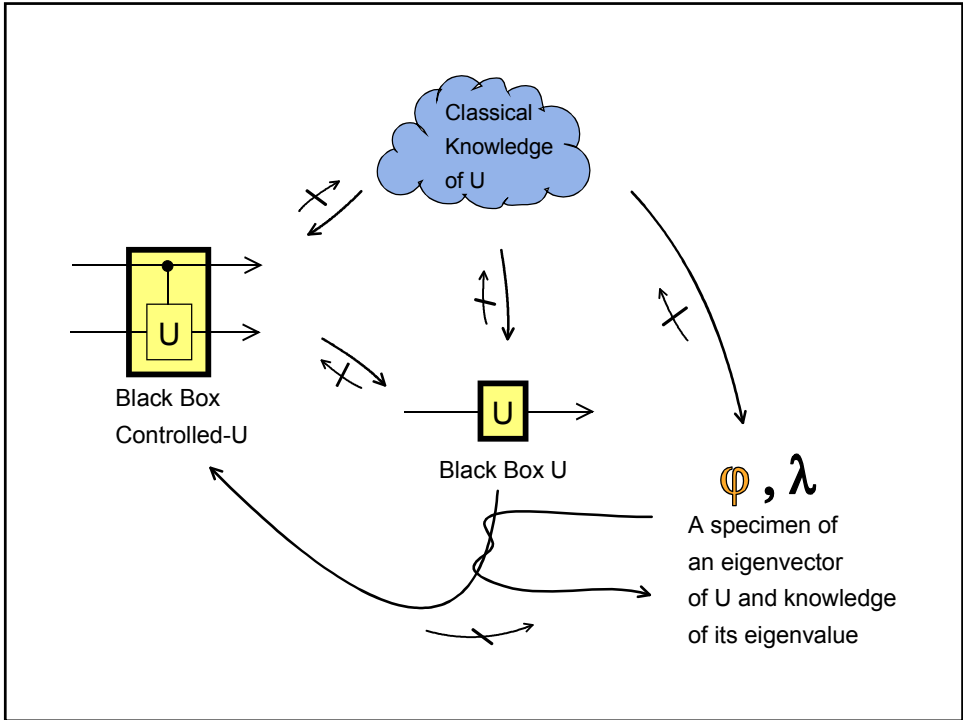 Classical
Knowledge
of U
U
Black Box
Controlled-U
U
Black Box U
φ , λ
A specimen of
an eigenvector
of U and knowledge
of its eigenvalue